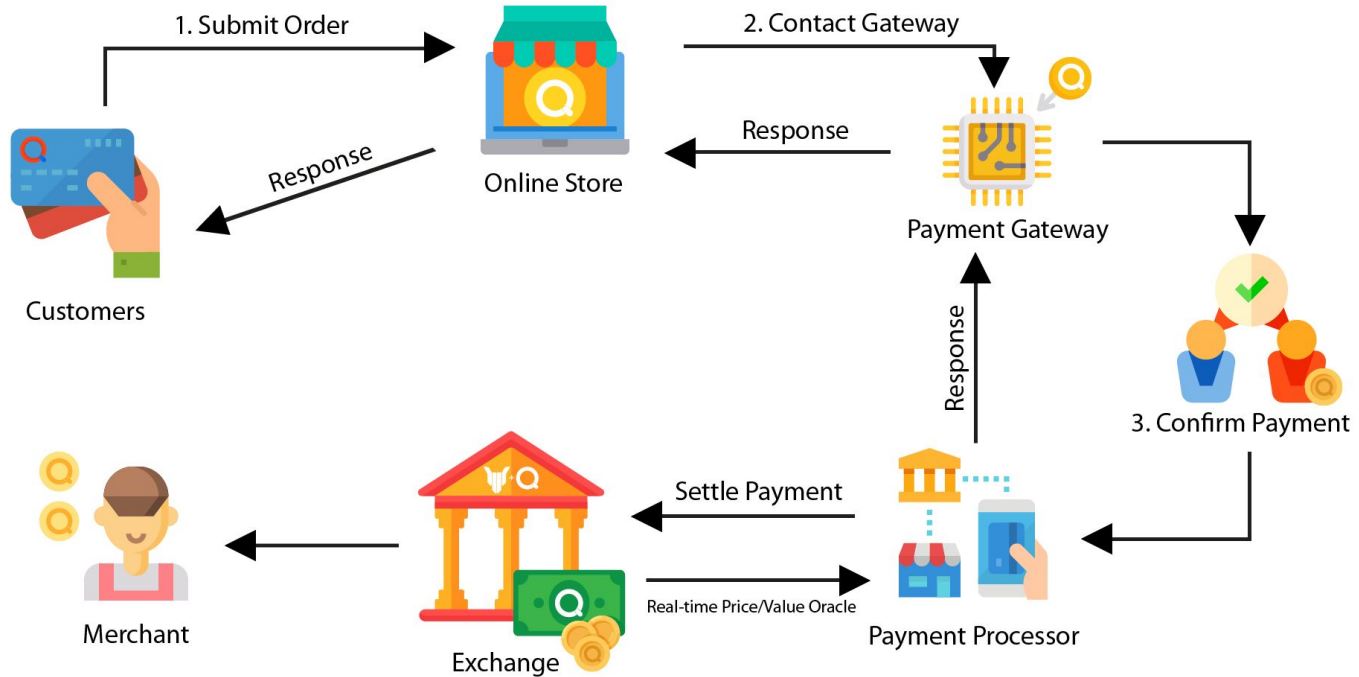 1. Submit Order
2. Contact Gateway
Response
Response
Online Store
Payment Gateway
Customers
Response
3. Confirm Payment
Settle Payment
Real-time Price/Value Oracle
Merchant
Exchange
Payment Processor